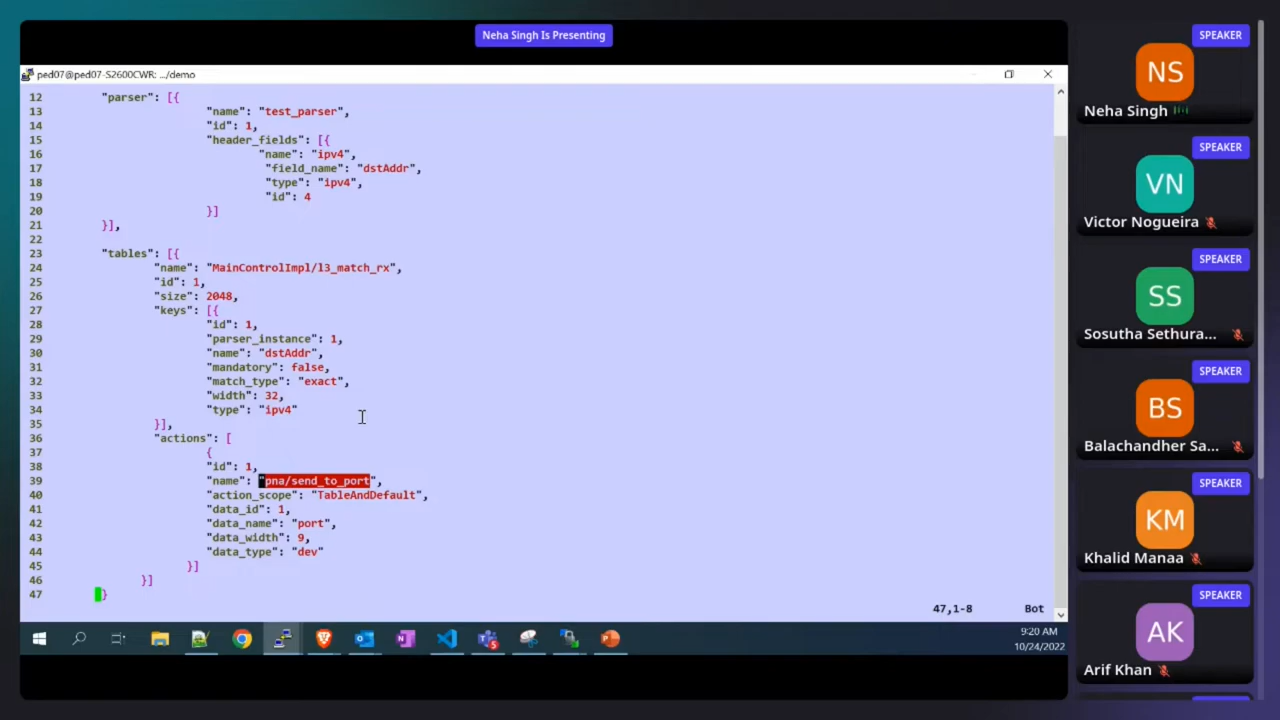 Neha Singh Is Presenting
ped07@ped07-S2600CWR: .../demo
12 "parser": [{
13 "name": "test_parser",
14 "id": 1,
15 "header_fields": [{
16 "name": "ipv4",
17 "field_name": "dstAddr",
18 "type": "ipv4",
19 "id": 4
20 }]
21 }],
22
23 "tables": [{
24 "name": "MainControlImpl/l3_match_rx",
25 "id": 1,
26 "size": 2048,
27 "keys": [{
28 "id": 1,
29 "parser_instance": 1,
30 "name": "dstAddr",
31 "mandatory": false,
32 "match_type": "exact",
33 "width": 32,
34 "type": "ipv4"
35 }],
36 "actions": [
37 {
38 "id": 1,
39 "name": "pna/send_to_port",
40 "action_scope": "TableAndDefault",
41 "data_id": 1,
42 "data_name": "port",
43 "data_width": 9,
44 "data_type": "dev"
45 }]
46 }]
47 }
47,1-8 Bot
9:20 AM
10/24/2022
SPEAKER
NS
Neha Singh
SPEAKER
VN
Victor Nogueira
SPEAKER
SS
Sosutha Sethura...
SPEAKER
BS
Balachandher Sa...
SPEAKER
KM
Khalid Manaa
SPEAKER
AK
Arif Khan